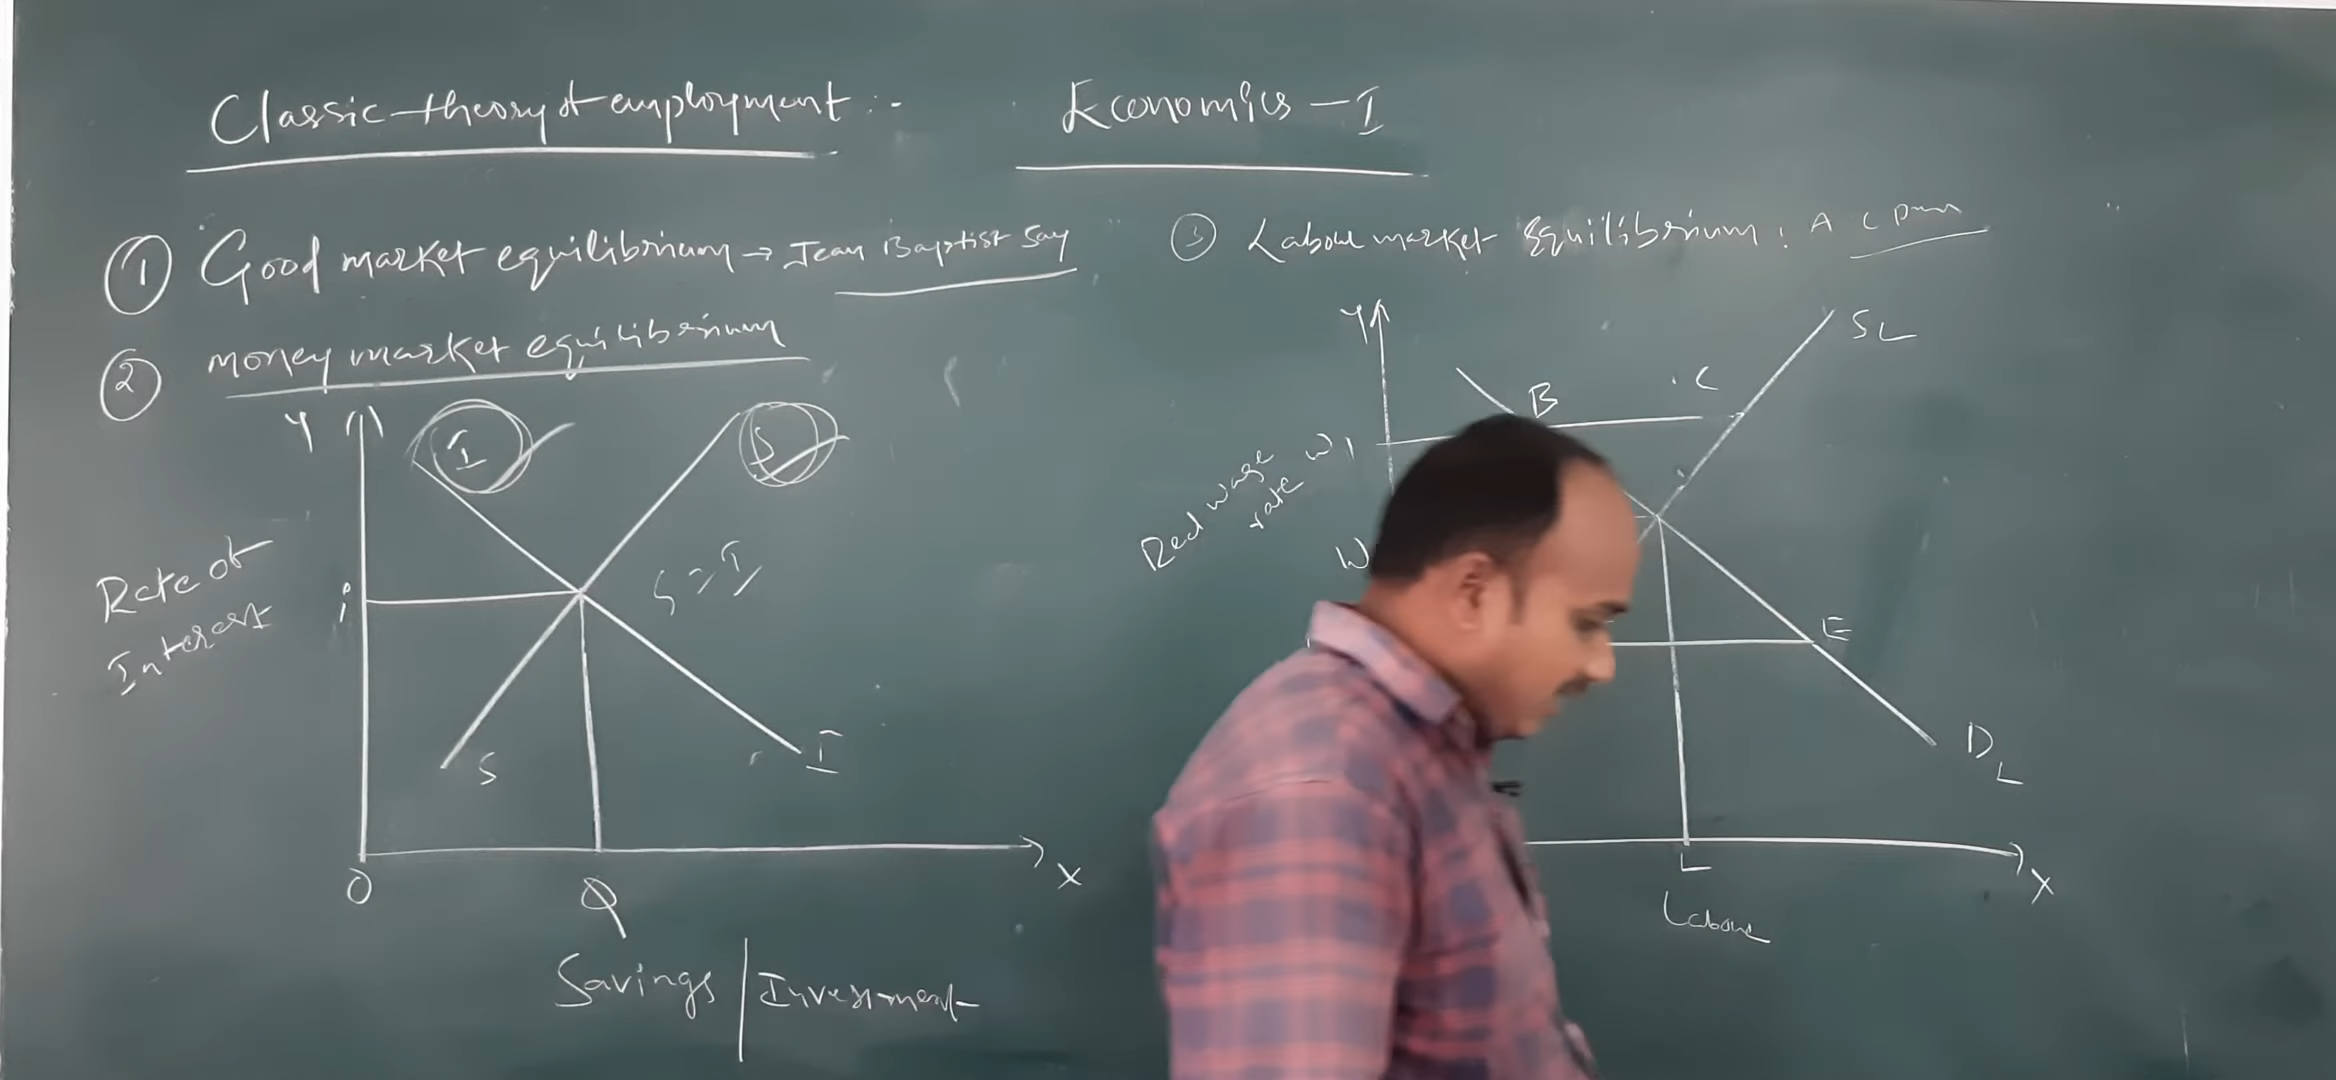 Classic theory of employment :-
Economics - I
① Good market equilibrium → Jean Baptist Say
② money market equilibrium
Y
I
S
Rate of
Interest
i
S = I
S
I
O
Q
X
Savings | Investment
③ Labour market Equilibrium : A C
Y
SL
B
C
W1
Real wage
rate
W
E
DL
L
X
Labour